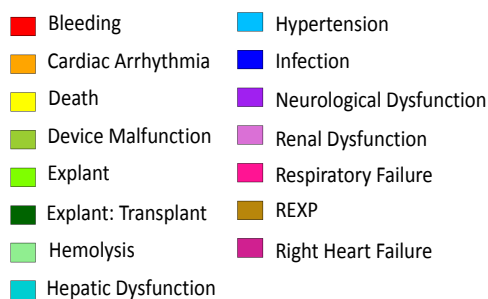 Bleeding
Cardiac Arrhythmia
Death
Device Malfunction
Explant
Explant: Transplant
Hemolysis
Hepatic Dysfunction
Hypertension
Infection
Neurological Dysfunction
Renal Dysfunction
Respiratory Failure
REXP
Right Heart Failure